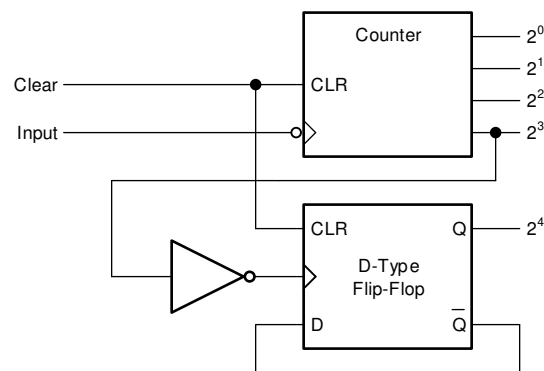 Counter
2⁰
2¹
Clear
CLR
2²
Input
2³
CLR
Q
2⁴
D-Type
Flip-Flop
D
Q̅